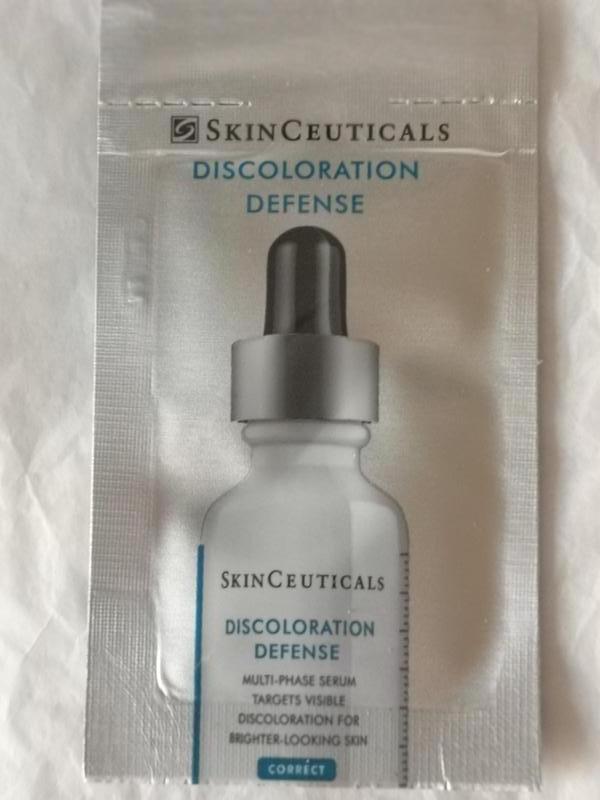 SKINCEUTICALS
DISCOLORATION
DEFENSE
SKINCEUTICALS
DISCOLORATION
DEFENSE
MULTI-PHASE SERUM
TARGETS VISIBLE
DISCOLORATION FOR
BRIGHTER-LOOKING SKIN
CORRECT